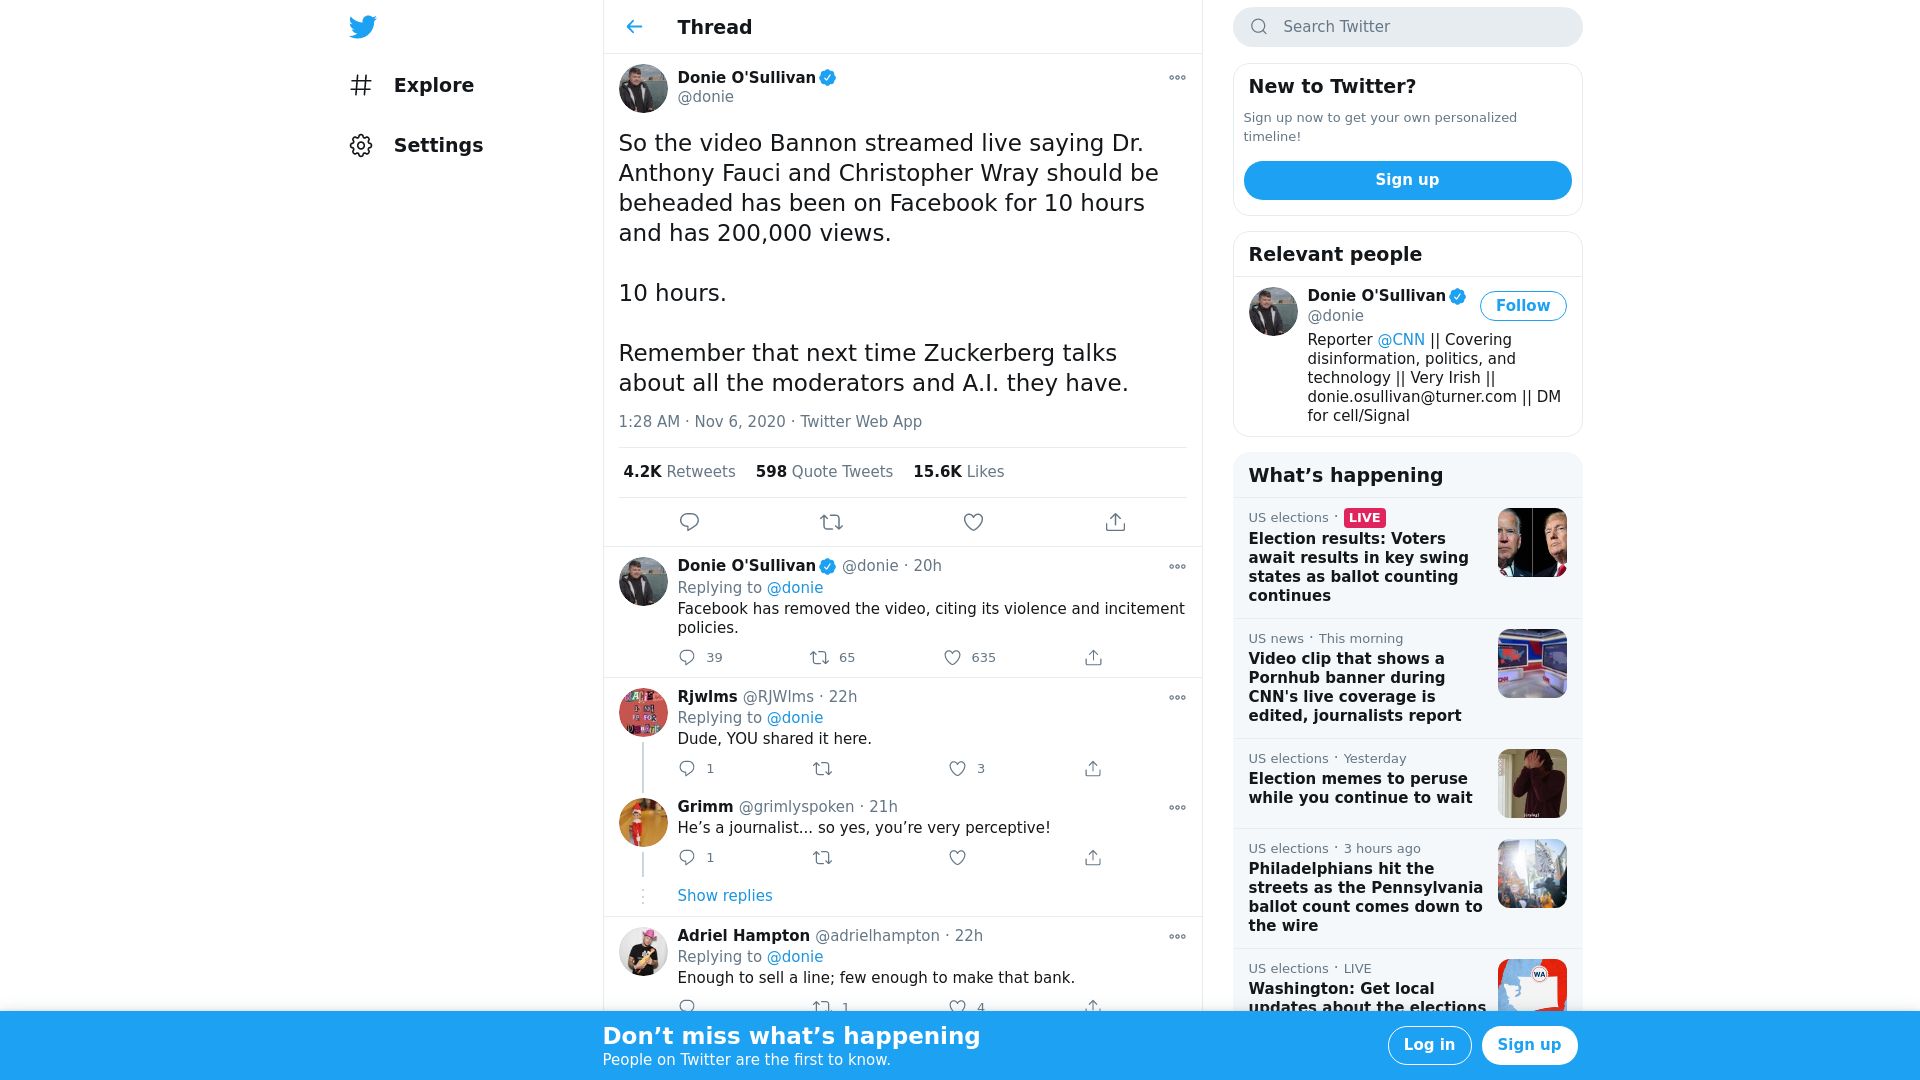 Explore
Settings
Thread
Donie O'Sullivan
@donie
So the video Bannon streamed live saying Dr.
Anthony Fauci and Christopher Wray should be
beheaded has been on Facebook for 10 hours
and has 200,000 views.
10 hours.
Remember that next time Zuckerberg talks
about all the moderators and A.I. they have.
1:28 AM · Nov 6, 2020 · Twitter Web App
4.2K Retweets 598 Quote Tweets 15.6K Likes
Donie O'Sullivan @donie · 20h
Replying to @donie
Facebook has removed the video, citing its violence and incitement
policies.
39 65 635
Rjwlms @RJWlms · 22h
Replying to @donie
Dude, YOU shared it here.
1 3
Grimm @grimlyspoken · 21h
He’s a journalist... so yes, you’re very perceptive!
1
Show replies
Adriel Hampton @adrielhampton · 22h
Replying to @donie
Enough to sell a line; few enough to make that bank.
1 4
Search Twitter
New to Twitter?
Sign up now to get your own personalized
timeline!
Sign up
Relevant people
Donie O'Sullivan
Follow
@donie
Reporter @CNN || Covering
disinformation, politics, and
technology || Very Irish ||
donie.osullivan@turner.com || DM
for cell/Signal
What’s happening
US elections · LIVE
Election results: Voters
await results in key swing
states as ballot counting
continues
US news · This morning
Video clip that shows a
Pornhub banner during
CNN's live coverage is
edited, journalists report
US elections · Yesterday
Election memes to peruse
while you continue to wait
US elections · 3 hours ago
Philadelphians hit the
streets as the Pennsylvania
ballot count comes down to
the wire
US elections · LIVE
Washington: Get local
updates about the elections
WA
Don’t miss what’s happening
People on Twitter are the first to know.
Log in
Sign up